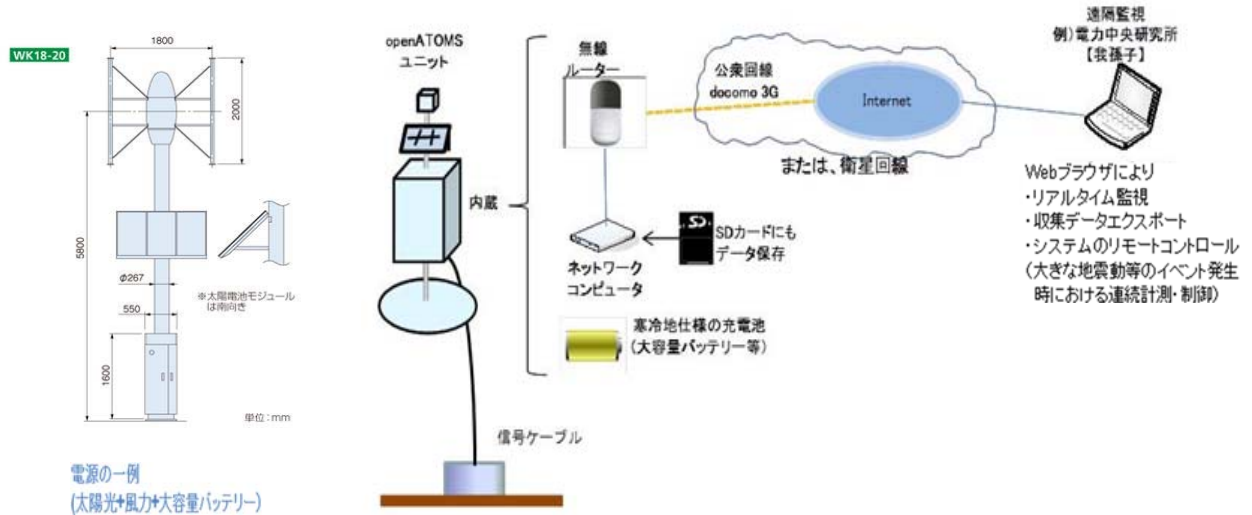 WK18-20
1800
2000
5800
φ267
550
1600
※太陽電池モジュール
は南向き
単位:mm
電源の一例
(太陽光+風力+大容量バッテリー)
openATOMS
ユニット
内蔵
信号ケーブル
無線
ルーター
ネットワーク
コンピュータ
SD
SDカードにも
データ保存
寒冷地仕様の充電池
(大容量バッテリー等)
公衆回線
docomo 3G
Internet
または、衛星回線
遠隔監視
例)電力中央研究所
【我孫子】
Webブラウザにより
・リアルタイム監視
・収集データエクスポート
・システムのリモートコントロール
(大きな地震動等のイベント発生
時における連続計測・制御)